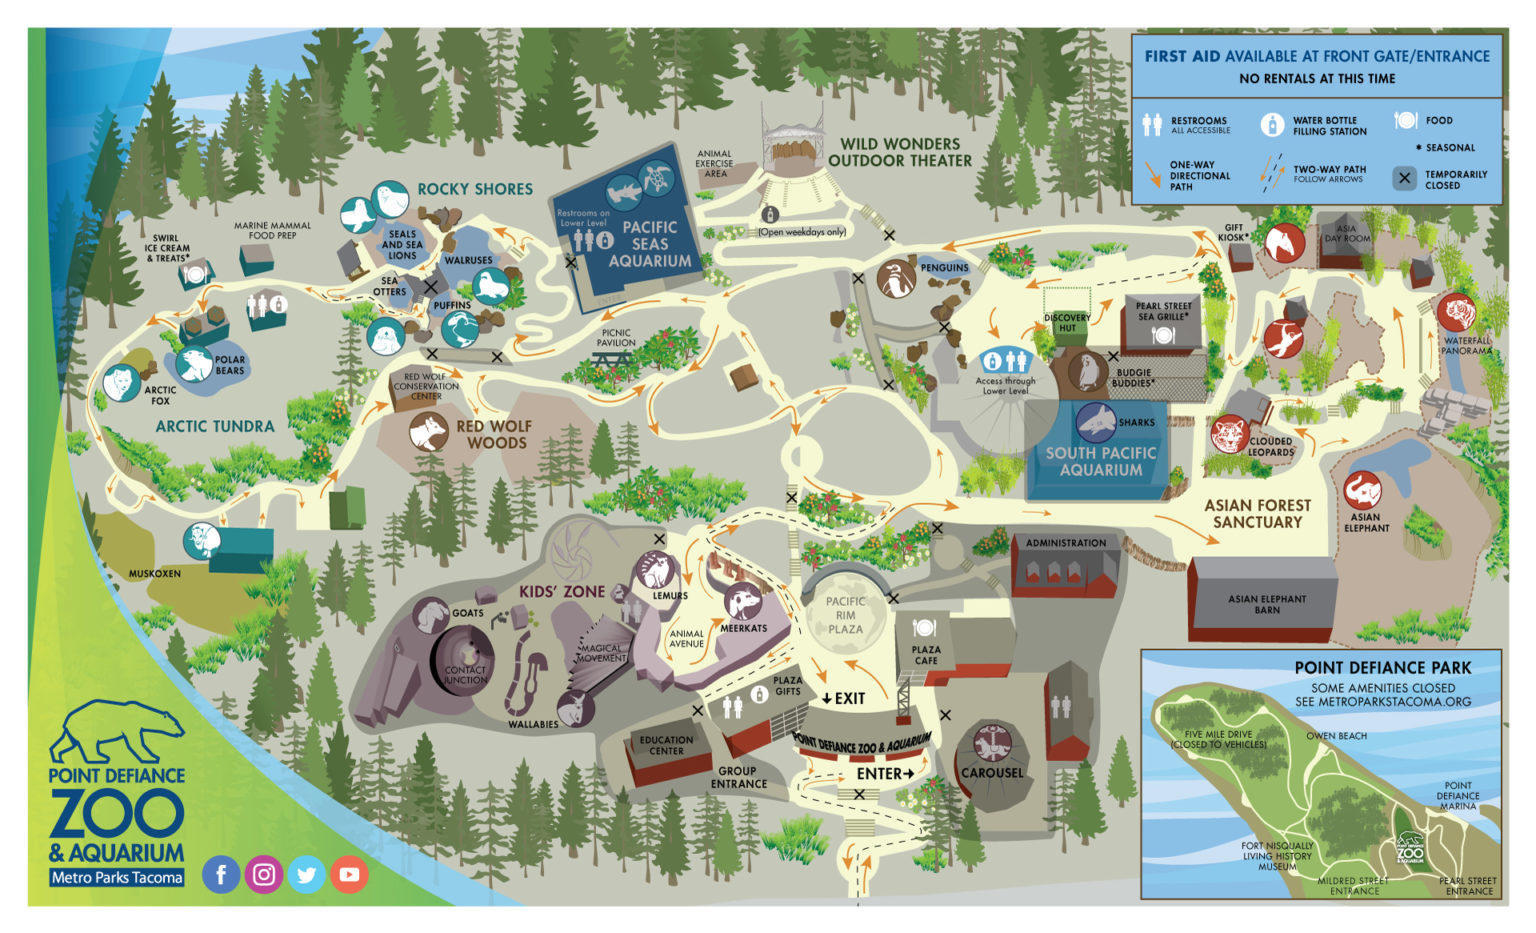 FIRST AID AVAILABLE AT FRONT GATE/ENTRANCE
NO RENTALS AT THIS TIME
RESTROOMS
ALL ACCESSIBLE
WATER BOTTLE
FILLING STATION
FOOD
* SEASONAL
ONE-WAY
DIRECTIONAL
PATH
TWO-WAY PATH
FOLLOW ARROWS
TEMPORARILY
CLOSED
WILD WONDERS
OUTDOOR THEATER
ANIMAL
EXERCISE
AREA
(Open weekdays only)
ROCKY SHORES
Restrooms on
Lower Level
PACIFIC
SEAS
AQUARIUM
ENTER
MARINE MAMMAL
FOOD PREP
SWIRL
ICE CREAM
& TREATS*
SEALS
AND SEA
LIONS
WALRUSES
SEA
OTTERS
PUFFINS
POLAR
BEARS
ARCTIC
FOX
ARCTIC TUNDRA
MUSKOXEN
PICNIC
PAVILION
RED WOLF
CONSERVATION
CENTER
RED WOLF
WOODS
PENGUINS
GIFT
KIOSK*
ASIA
DAY ROOM
DISCOVERY
HUT
PEARL STREET
SEA GRILLE*
WATERFALL
PANORAMA
Access through
Lower Level
BUDGIE
BUDDIES*
SHARKS
SOUTH PACIFIC
AQUARIUM
CLOUDED
LEOPARDS
ASIAN FOREST
SANCTUARY
ASIAN
ELEPHANT
ASIAN ELEPHANT
BARN
ADMINISTRATION
KIDS' ZONE
LEMURS
MEERKATS
ANIMAL
AVENUE
GOATS
CONTACT
JUNCTION
MAGICAL
MOVEMENT
WALLABIES
PACIFIC
RIM
PLAZA
PLAZA
CAFE
PLAZA
GIFTS
EXIT
EDUCATION
CENTER
GROUP
ENTRANCE
POINT DEFIANCE ZOO & AQUARIUM
ENTER
CAROUSEL
POINT DEFIANCE PARK
SOME AMENITIES CLOSED
SEE METROPARKSTACOMA.ORG
FIVE MILE DRIVE
(CLOSED TO VEHICLES)
OWEN BEACH
POINT
DEFIANCE
MARINA
FORT NISQUALLY
LIVING HISTORY
MUSEUM
POINT DEFIANCE
ZOO
& AQUARIUM
MILDRED STREET
ENTRANCE
PEARL STREET
ENTRANCE
POINT DEFIANCE
ZOO
& AQUARIUM
Metro Parks Tacoma